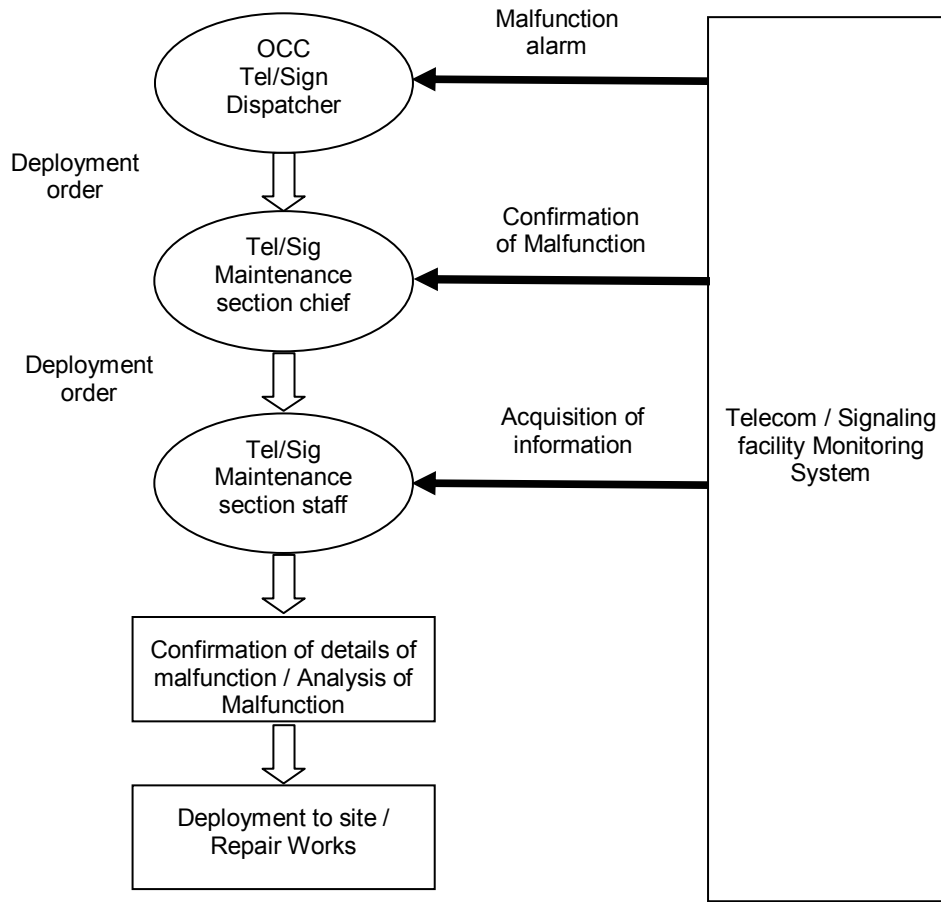 Malfunction
alarm
OCC
Tel/Sign
Dispatcher
Deployment
order
Confirmation
of Malfunction
Tel/Sig
Maintenance
section chief
Deployment
order
Acquisition of
information
Telecom / Signaling
facility Monitoring
System
Tel/Sig
Maintenance
section staff
Confirmation of details of
malfunction / Analysis of
Malfunction
Deployment to site /
Repair Works